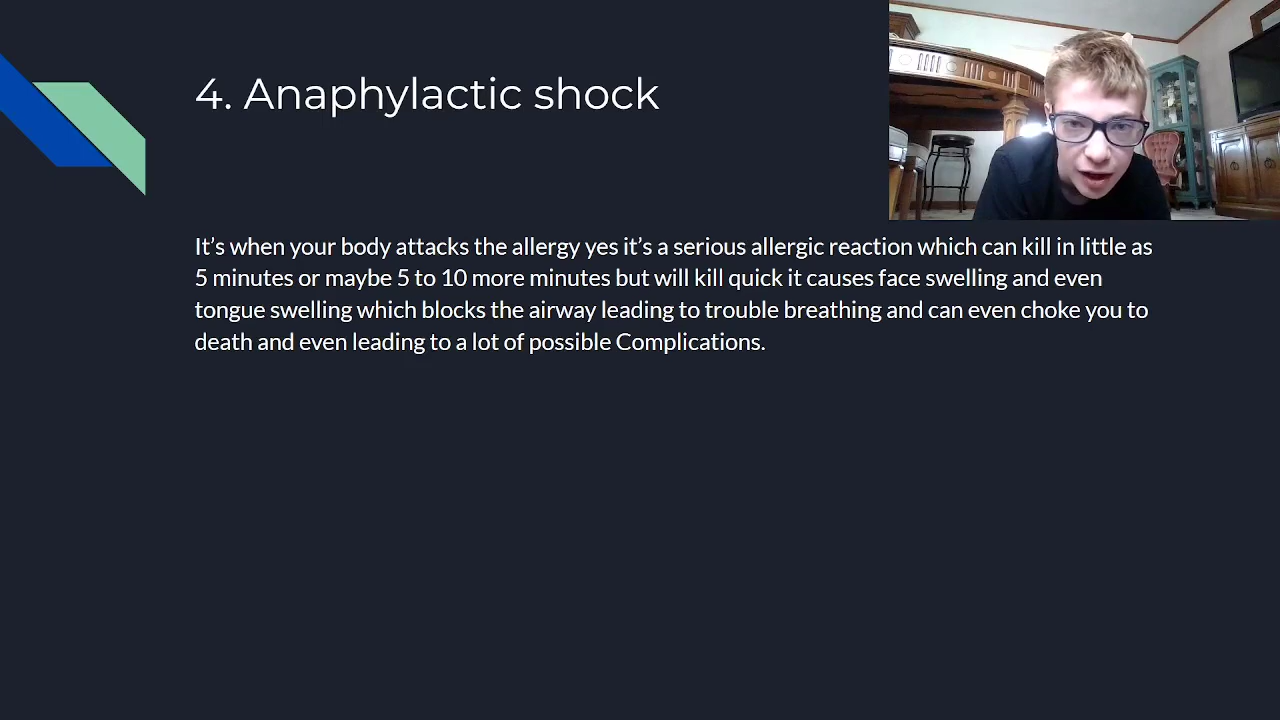 4. Anaphylactic shock
It's when your body attacks the allergy yes it's a serious allergic reaction which can kill in little as
5 minutes or maybe 5 to 10 more minutes but will kill quick it causes face swelling and even
tongue swelling which blocks the airway leading to trouble breathing and can even choke you to
death and even leading to a lot of possible Complications.